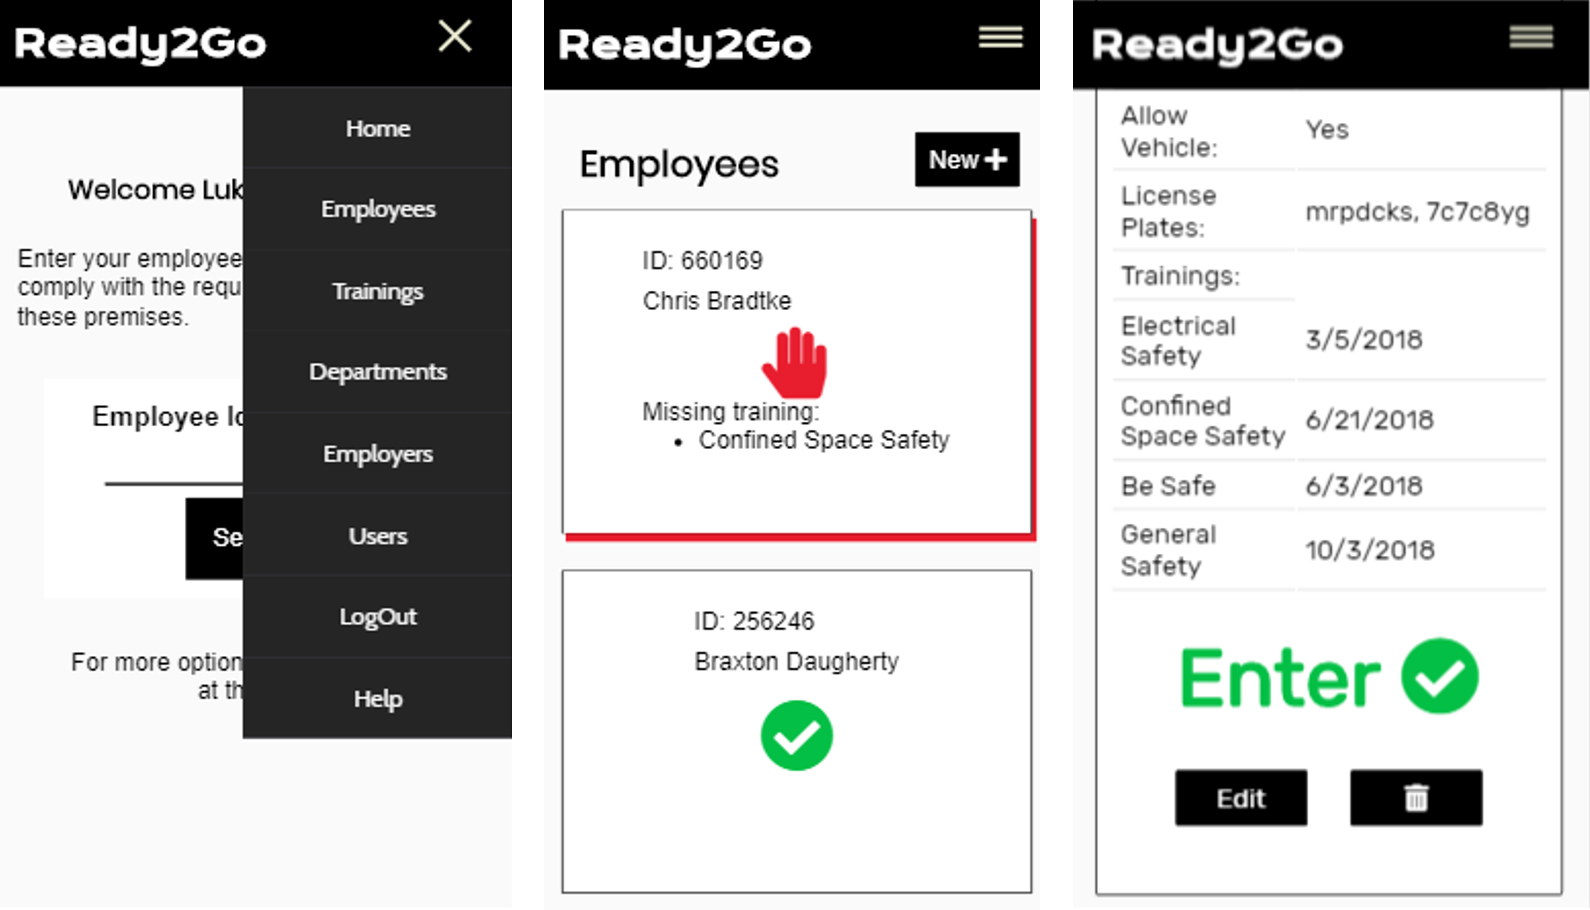 Ready2Go
Home
Employees
Trainings
Departments
Employers
Users
LogOut
Help
Welcome Luk
Enter your employee
comply with the requ
these premises.
Employee Id
Se
For more option
at th
Ready2Go
Employees
New
ID: 660169
Chris Bradtke
Missing training:
• Confined Space Safety
ID: 256246
Braxton Daugherty
Ready2Go
Allow
Vehicle:
Yes
License
Plates:
mrpdcks, 7c7c8yg
Trainings:
Electrical
Safety
3/5/2018
Confined
Space Safety
6/21/2018
Be Safe
6/3/2018
General
Safety
10/3/2018
Enter
Edit